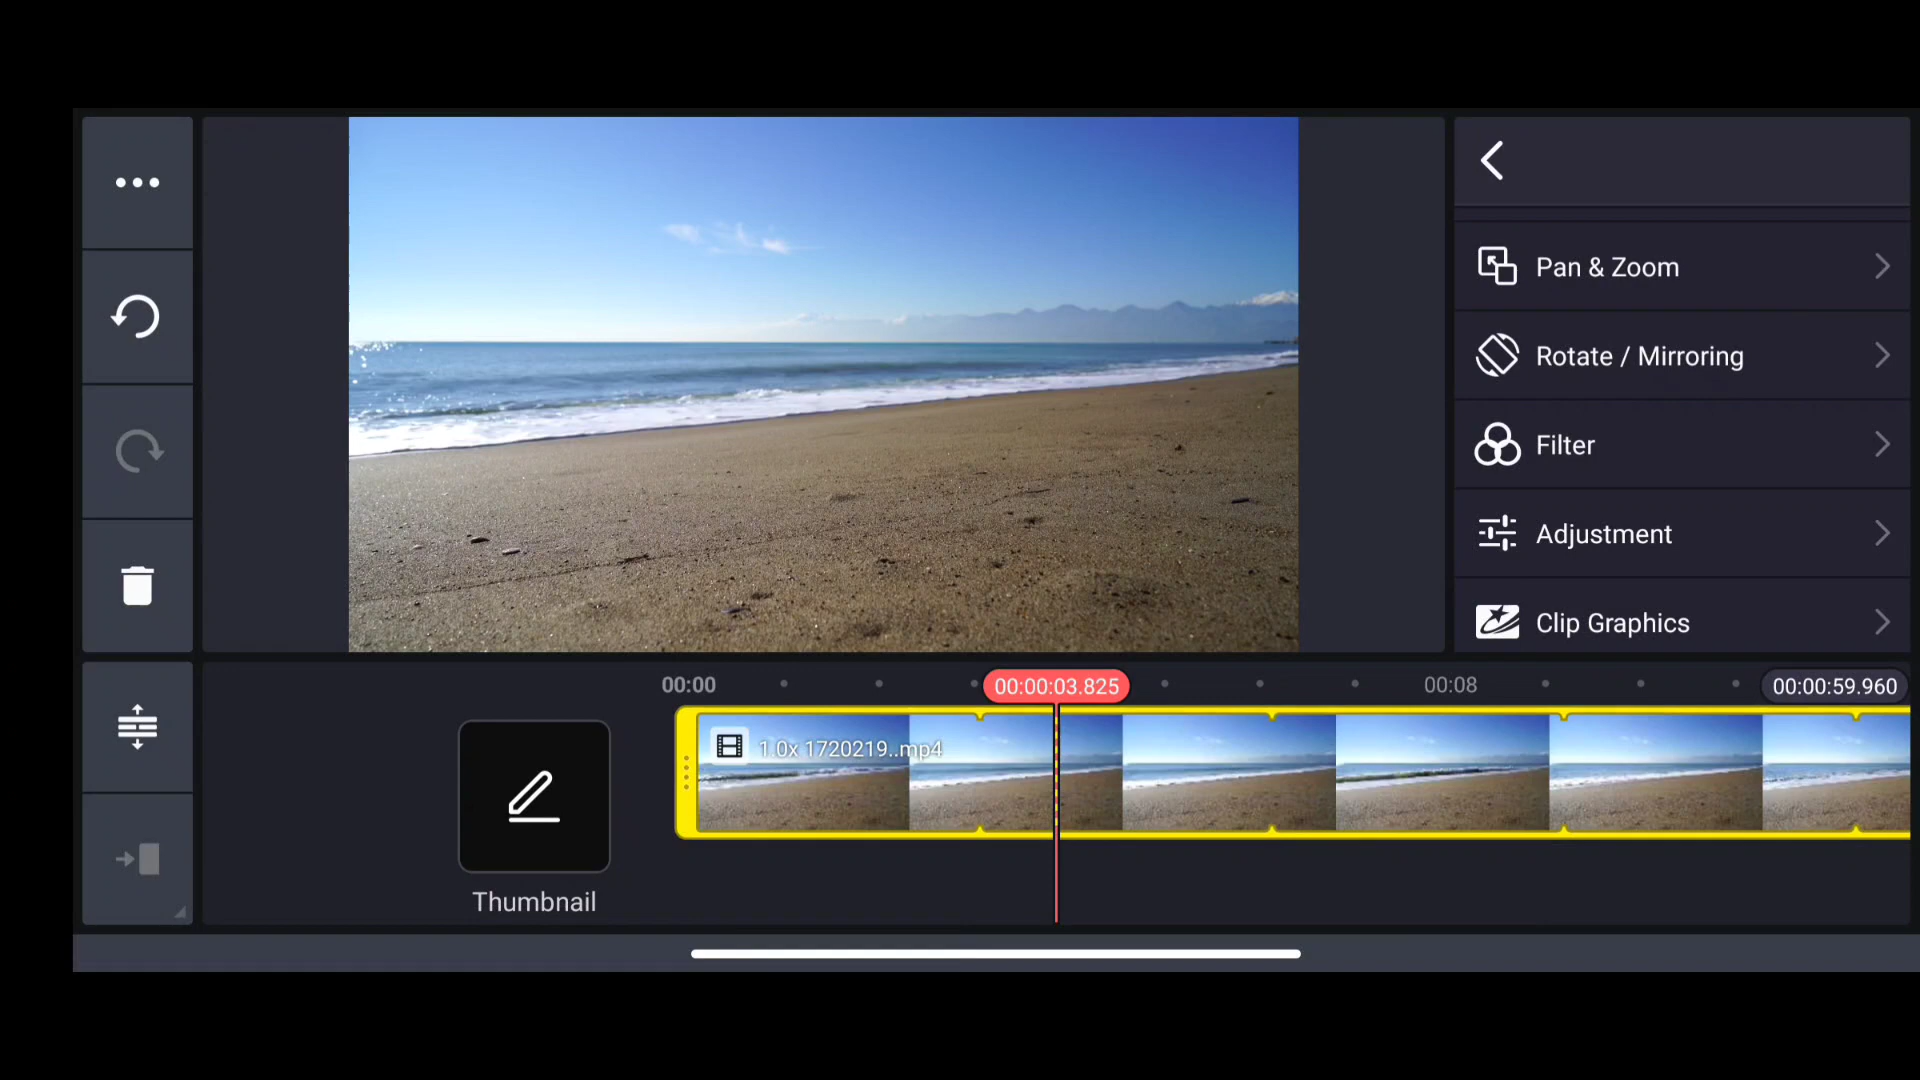 Pan & Zoom
Rotate / Mirroring
Filter
Adjustment
Clip Graphics
00:00
00:00:03.825
00:08
00:00:59.960
1.0x 1720219..mp4
Thumbnail